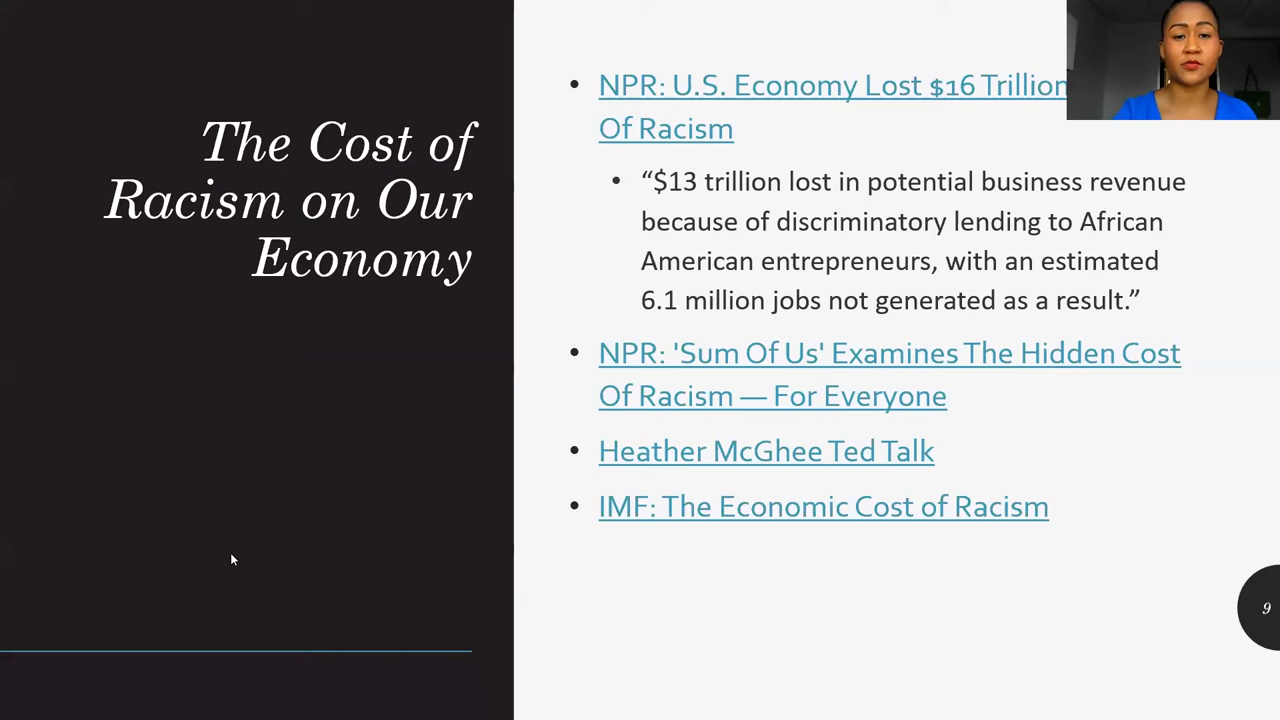 The Cost of
Racism on Our
Economy
• NPR: U.S. Economy Lost $16 Trillion
Of Racism
• “$13 trillion lost in potential business revenue
because of discriminatory lending to African
American entrepreneurs, with an estimated
6.1 million jobs not generated as a result.”
• NPR: 'Sum Of Us' Examines The Hidden Cost
Of Racism — For Everyone
• Heather McGhee Ted Talk
• IMF: The Economic Cost of Racism
9